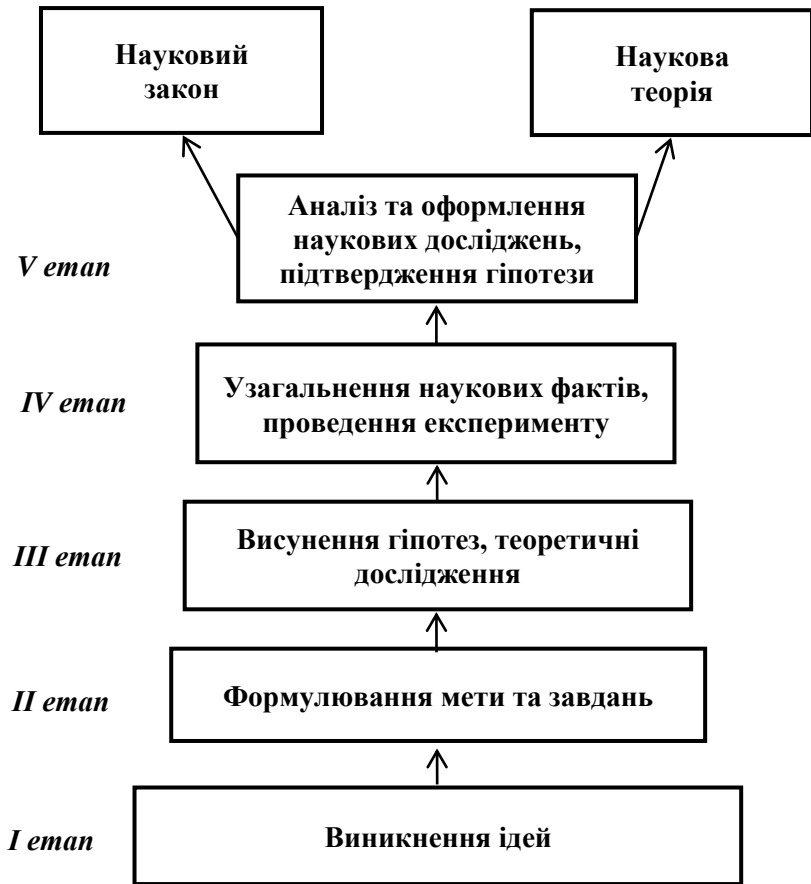 Науковий
закон
Наукова
теорія
Аналіз та оформлення
наукових досліджень,
підтвердження гіпотези
V етап
Узагальнення наукових фактів,
проведення експерименту
IV етап
Висунення гіпотез, теоретичні
дослідження
III етап
Формулювання мети та завдань
II етап
Виникнення ідей
I етап